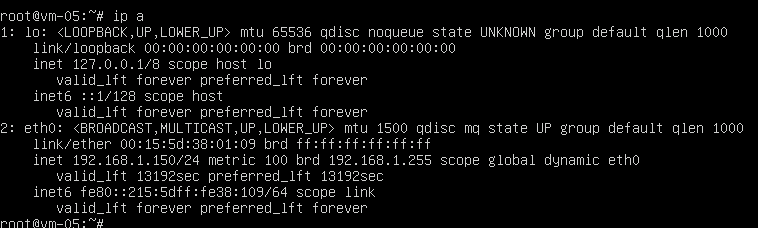 root@vm-05:~# ip a
1: lo: <LOOPBACK,UP,LOWER_UP> mtu 65536 qdisc noqueue state UNKNOWN group default qlen 1000
    link/loopback 00:00:00:00:00:00 brd 00:00:00:00:00:00
    inet 127.0.0.1/8 scope host lo
       valid_lft forever preferred_lft forever
    inet6 ::1/128 scope host
       valid_lft forever preferred_lft forever
2: eth0: <BROADCAST,MULTICAST,UP,LOWER_UP> mtu 1500 qdisc mq state UP group default qlen 1000
    link/ether 00:15:5d:38:01:09 brd ff:ff:ff:ff:ff:ff
    inet 192.168.1.150/24 metric 100 brd 192.168.1.255 scope global dynamic eth0
       valid_lft 13192sec preferred_lft 13192sec
    inet6 fe80::215:5dff:fe38:109/64 scope link
       valid_lft forever preferred_lft forever
root@vm-05:~#